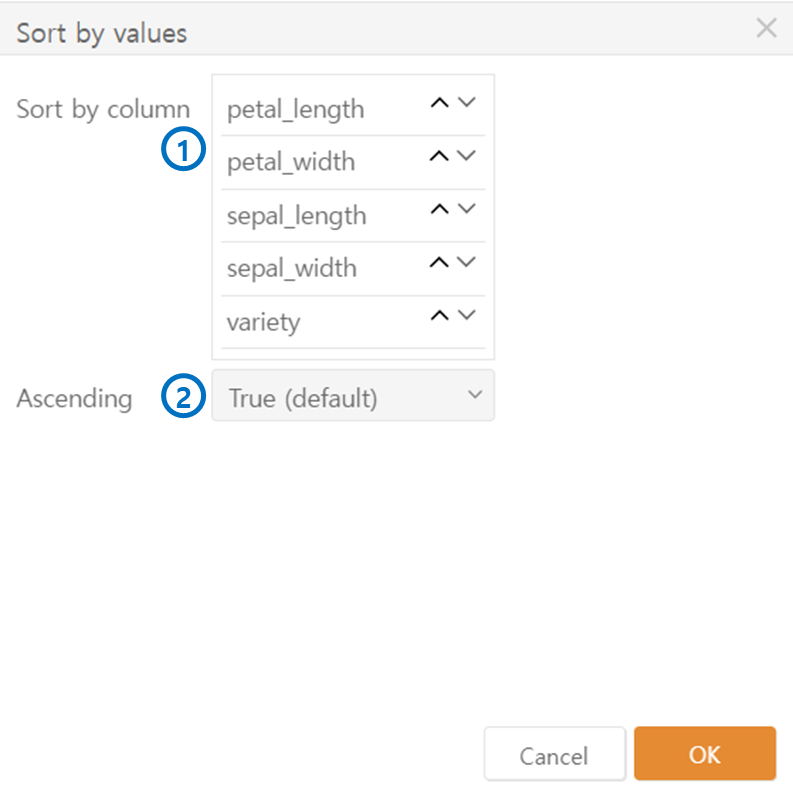 Sort by values
Sort by column
1
petal_length
petal_width
sepal_length
sepal_width
variety
Ascending
2
True (default)
Cancel
OK